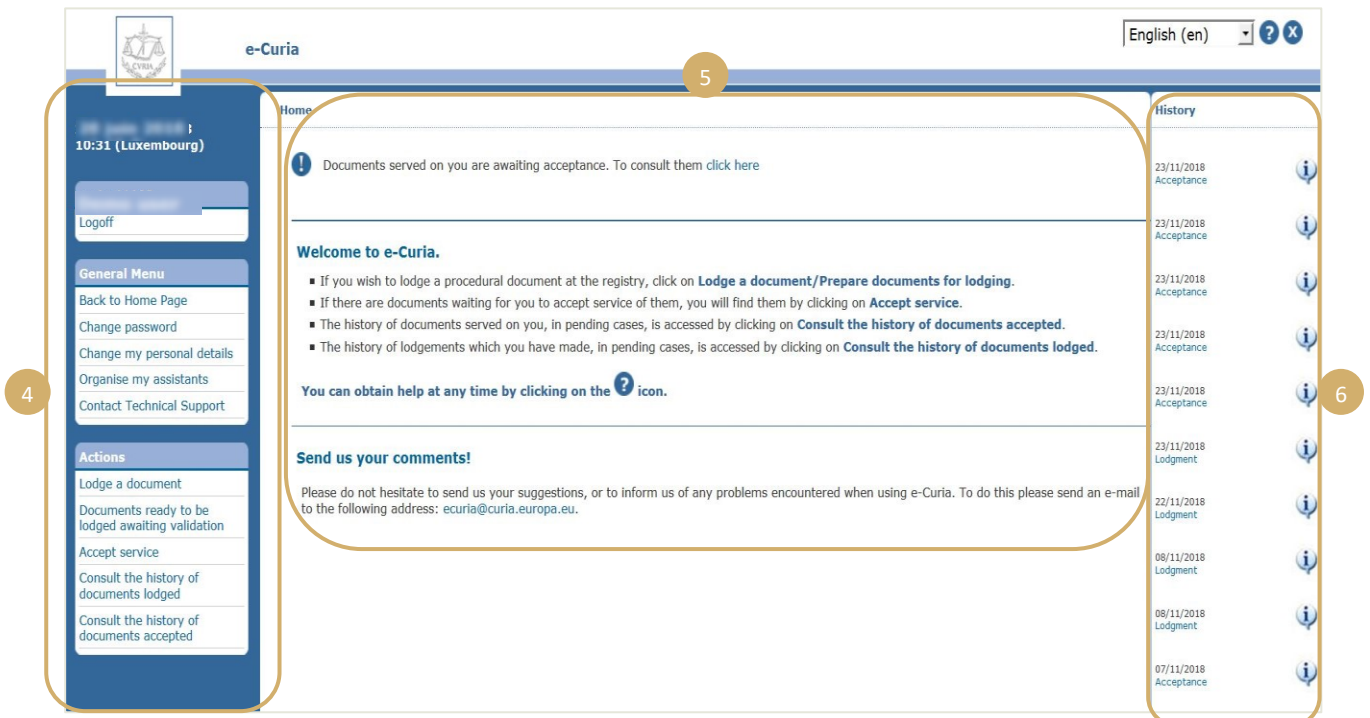 English (en)
e-Curia
CVRIA
5
4
6
10:31 (Luxembourg)
Logoff
General Menu
Back to Home Page
Change password
Change my personal details
Organise my assistants
Contact Technical Support
Actions
Lodge a document
Documents ready to be
lodged awaiting validation
Accept service
Consult the history of
documents lodged
Consult the history of
documents accepted
Home
Documents served on you are awaiting acceptance. To consult them click here
Welcome to e-Curia.
▪ If you wish to lodge a procedural document at the registry, click on Lodge a document/Prepare documents for lodging.
▪ If there are documents waiting for you to accept service of them, you will find them by clicking on Accept service.
▪ The history of documents served on you, in pending cases, is accessed by clicking on Consult the history of documents accepted.
▪ The history of lodgements which you have made, in pending cases, is accessed by clicking on Consult the history of documents lodged.
You can obtain help at any time by clicking on the ? icon.
Send us your comments!
Please do not hesitate to send us your suggestions, or to inform us of any problems encountered when using e-Curia. To do this please send an e-mail
to the following address: ecuria@curia.europa.eu.
History
23/11/2018
Acceptance
23/11/2018
Acceptance
23/11/2018
Acceptance
23/11/2018
Acceptance
23/11/2018
Acceptance
23/11/2018
Lodgment
22/11/2018
Lodgment
08/11/2018
Lodgment
08/11/2018
Lodgment
07/11/2018
Acceptance